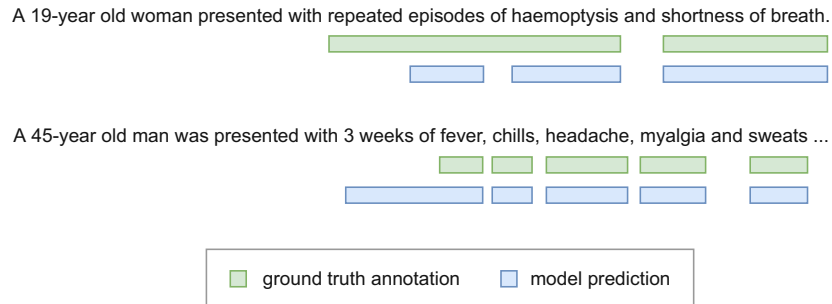 A 19-year old woman presented with repeated episodes of haemoptysis and shortness of breath.
A 45-year old man was presented with 3 weeks of fever, chills, headache, myalgia and sweats ...
ground truth annotation
model prediction